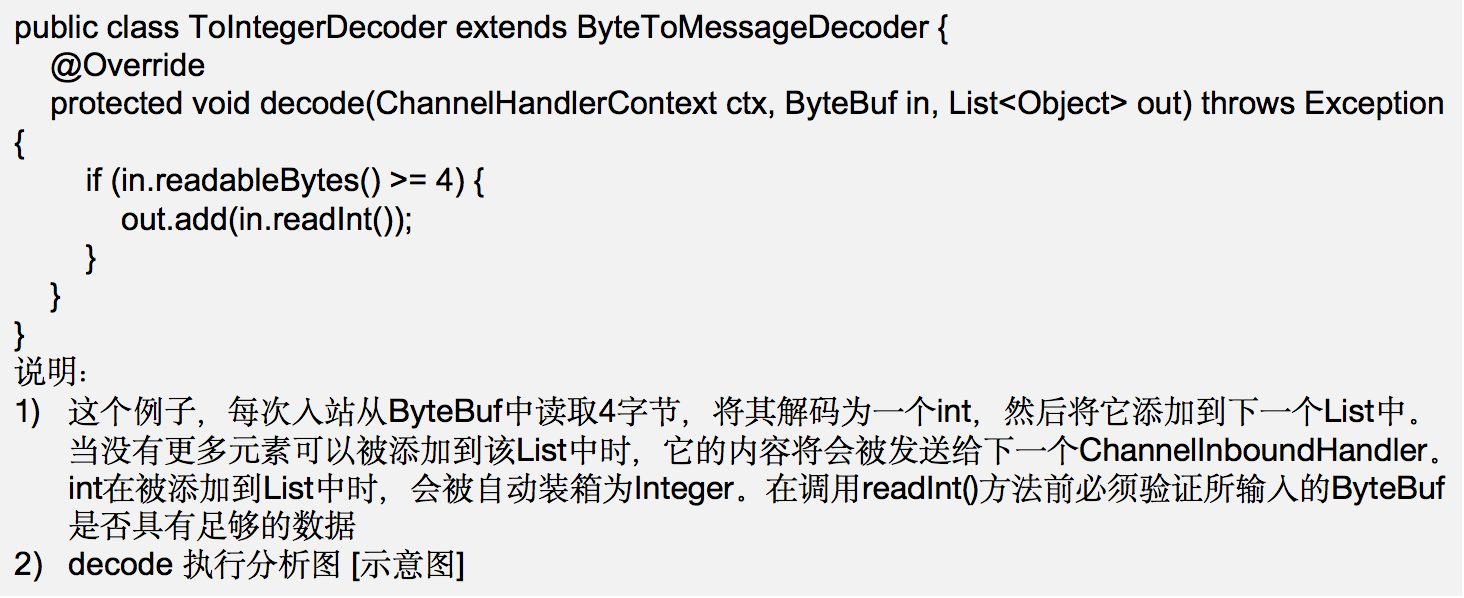 public class ToIntegerDecoder extends ByteToMessageDecoder {
@Override
protected void decode(ChannelHandlerContext ctx, ByteBuf in, List<Object> out) throws Exception
{
if (in.readableBytes() >= 4) {
out.add(in.readInt());
}
}
}
说明：
1) 这个例子，每次入站从ByteBuf中读取4字节，将其解码为一个int，然后将它添加到下一个List中。
当没有更多元素可以被添加到该List中时，它的内容将会被发送给下一个ChannelInboundHandler。
int在被添加到List中时，会被自动装箱为Integer。在调用readInt()方法前必须验证所输入的ByteBuf
是否具有足够的数据
2) decode 执行分析图 [示意图]